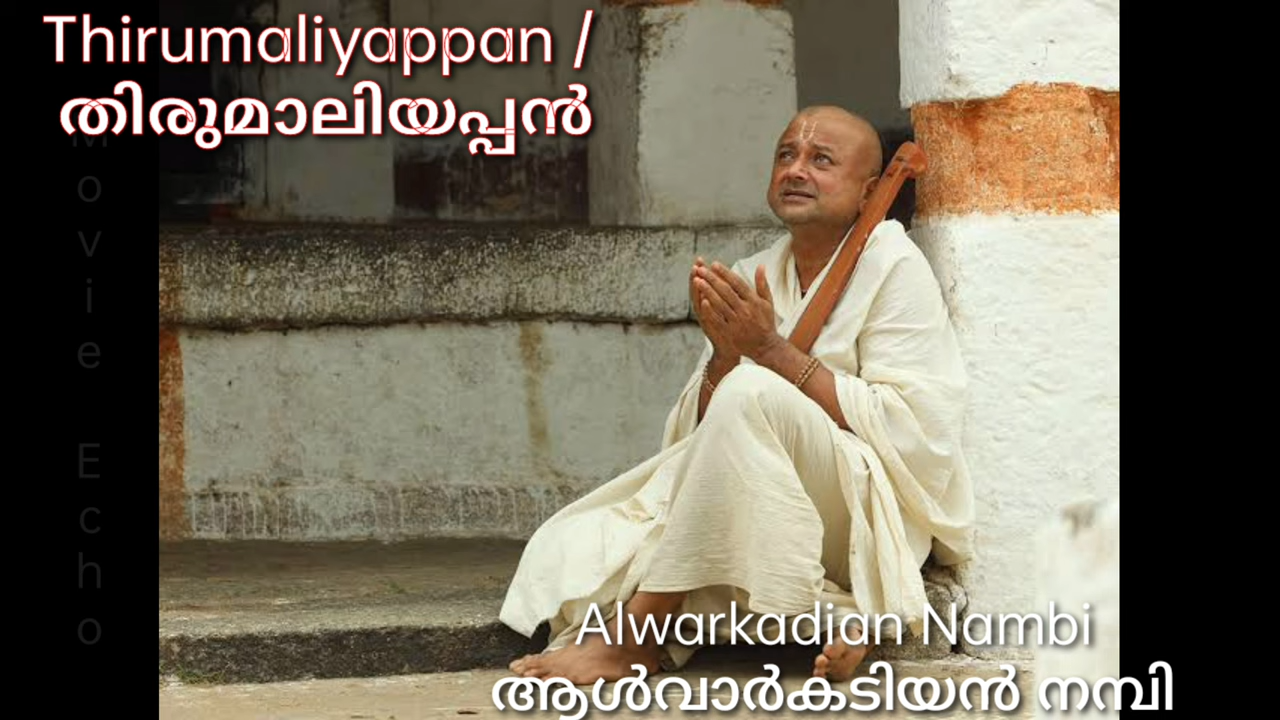 Thirumaliyappan /
തിരുമാലിയപ്പൻ
Movie Echo
Alwarkadian Nambi
ആൾവാർകടിയൻ നമ്പി